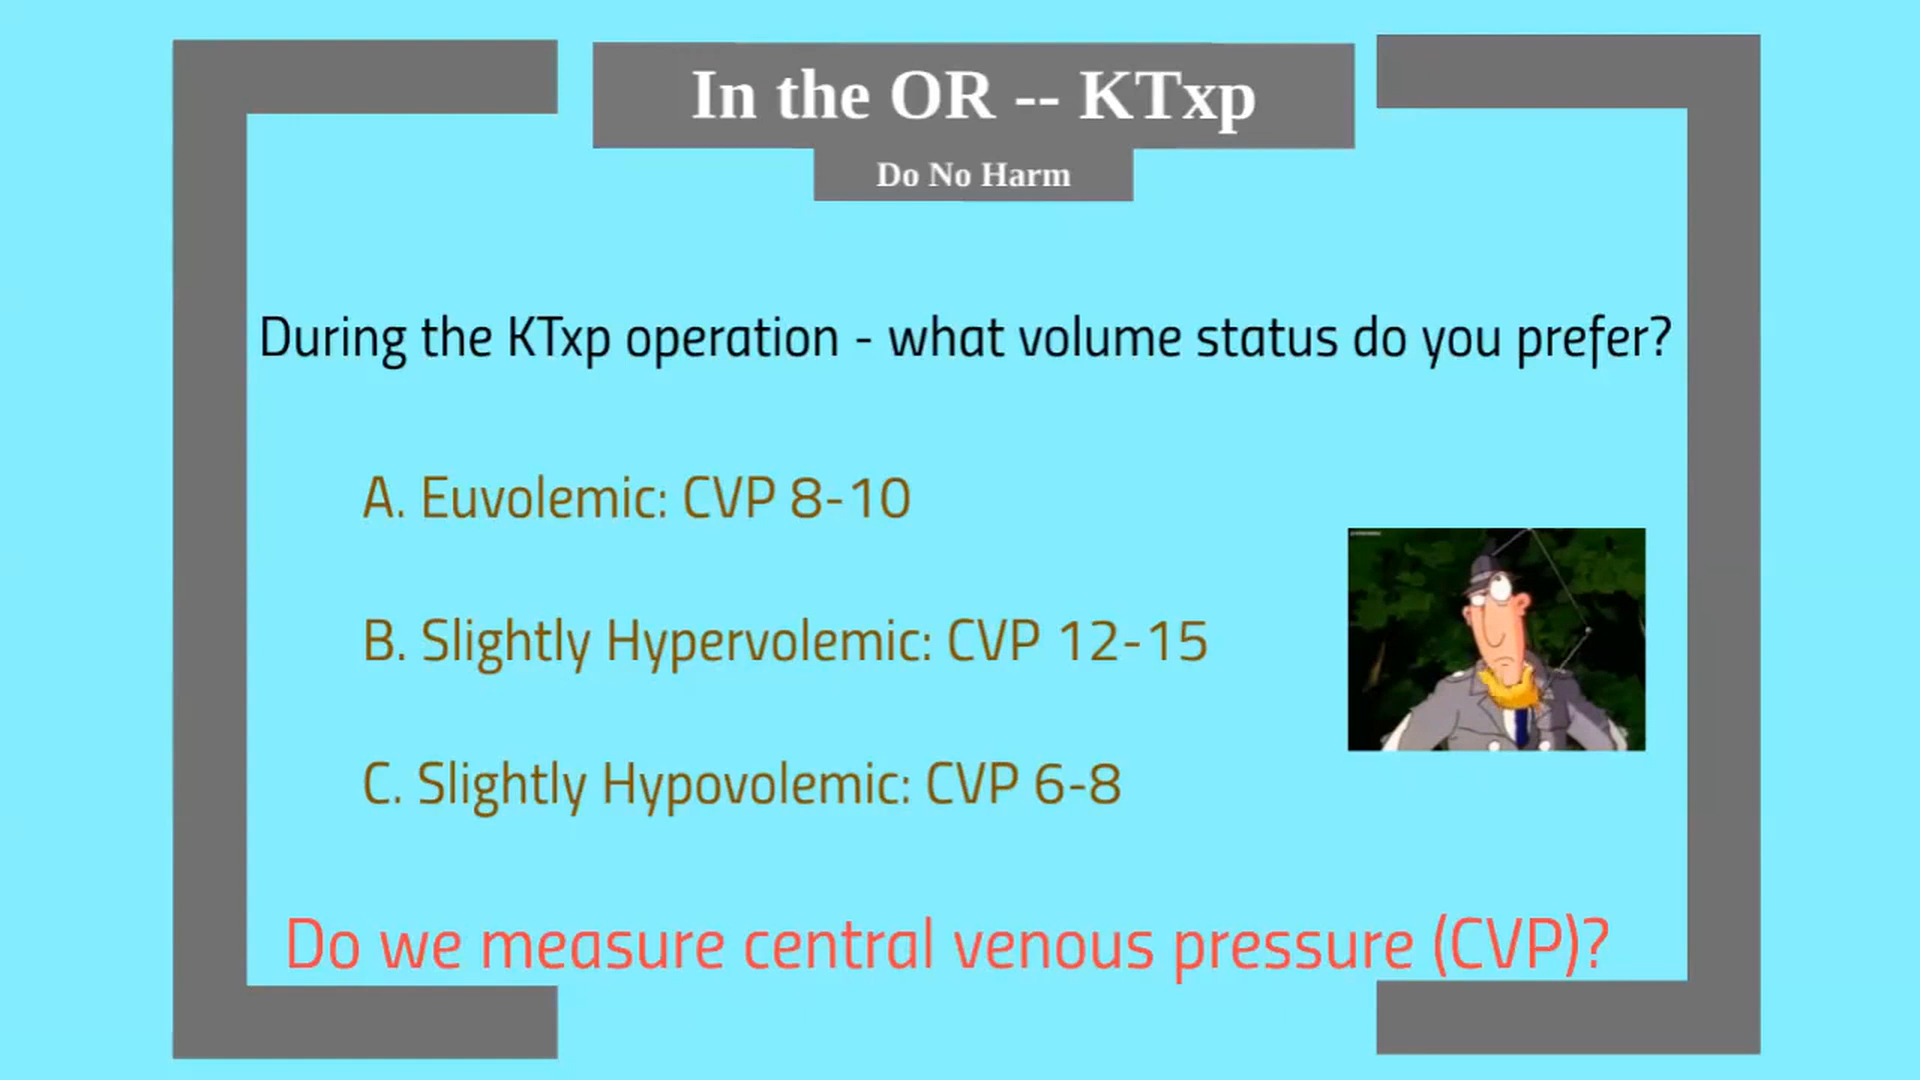 In the OR -- KTxp
Do No Harm
During the KTxp operation - what volume status do you prefer?
A. Euvolemic: CVP 8-10
B. Slightly Hypervolemic: CVP 12-15
C. Slightly Hypovolemic: CVP 6-8
Do we measure central venous pressure (CVP)?